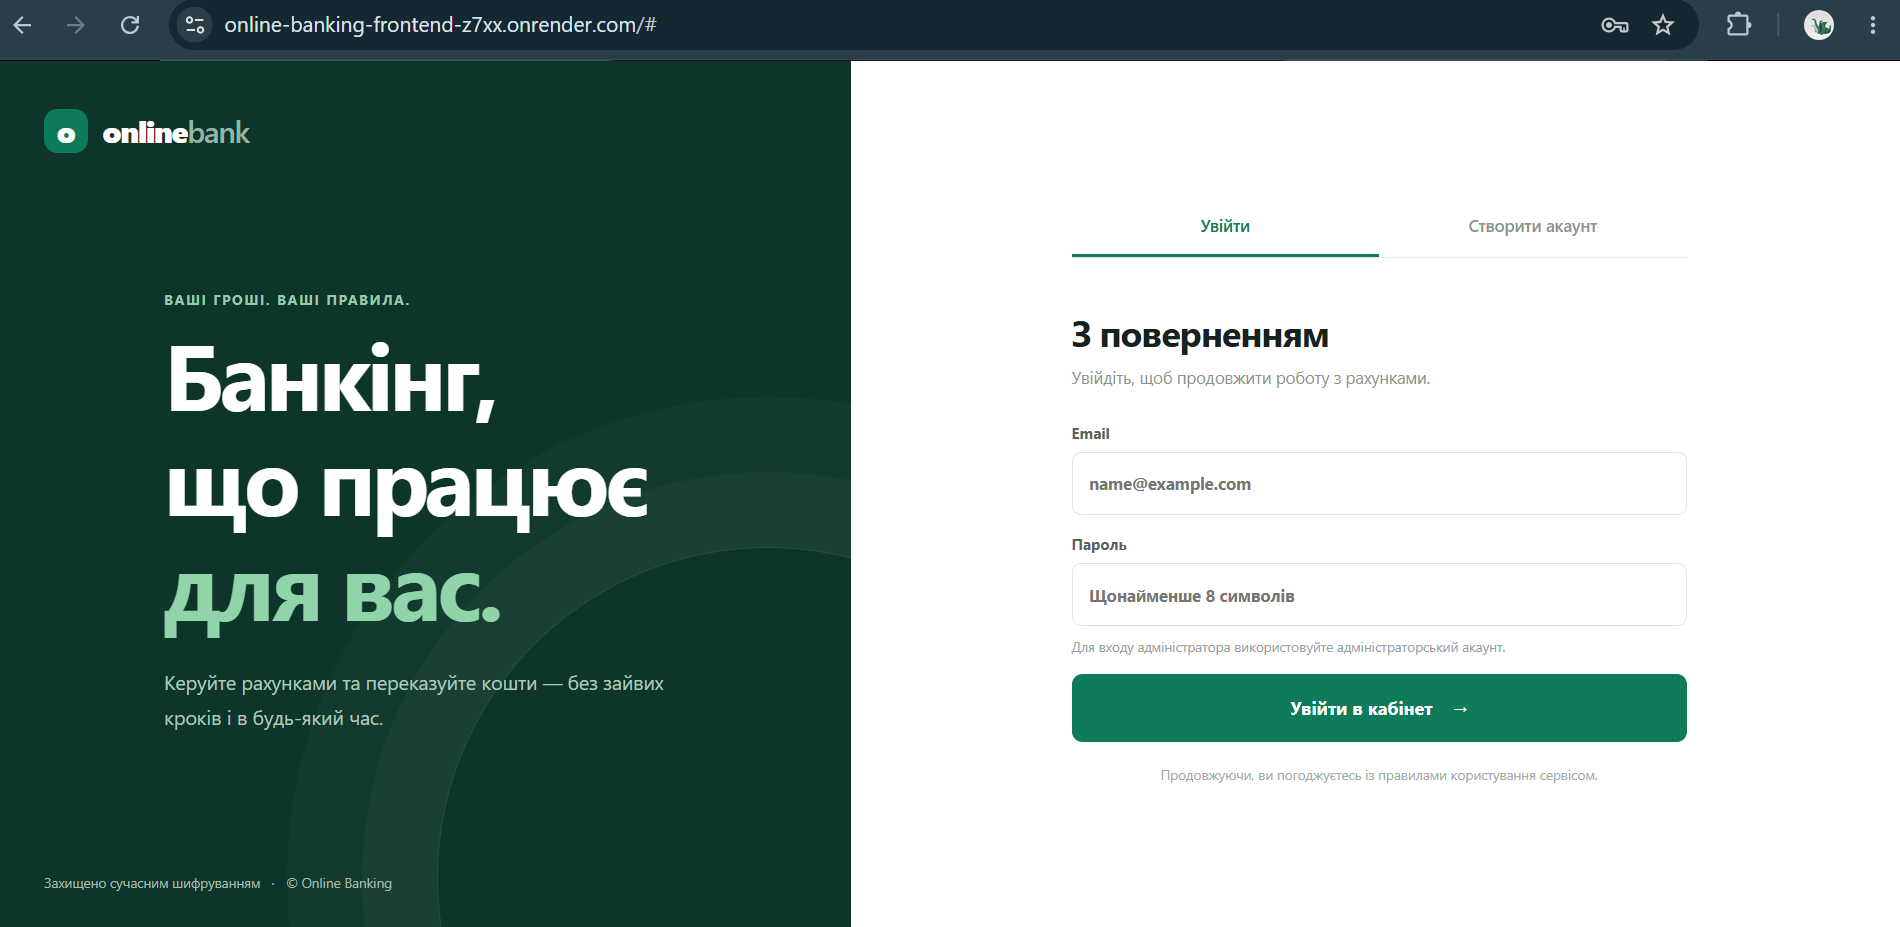 online-banking-frontend-z7xx.onrender.com/#
o onlinebank
ВАШІ ГРОШІ. ВАШІ ПРАВИЛА.
Банкінг,
що працює
для вас.
Керуйте рахунками та переказуйте кошти — без зайвих
кроків і в будь-який час.
Захищено сучасним шифруванням · © Online Banking
Увійти
Створити акаунт
З поверненням
Увійдіть, щоб продовжити роботу з рахунками.
Email
name@example.com
Пароль
Щонайменше 8 символів
Для входу адміністратора використовуйте адміністраторський акаунт.
Увійти в кабінет →
Продовжуючи, ви погоджуєтесь із правилами користування сервісом.